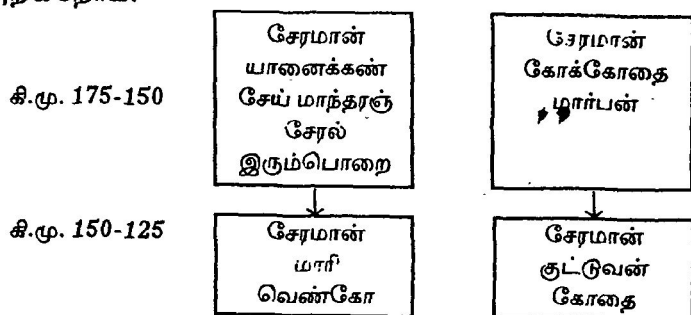 சேரமான்
யானைக்கண்
கி.மு. 175-150
சேய் மாந்தரஞ்
சேரல்
இரும்பொறை
சேரமான்
கோக்கோதை
மார்பன்
கி.மு. 150-125
சேரமான்
மாரி
வெண்கோ
சேரமான்
குட்டுவன்
கோதை